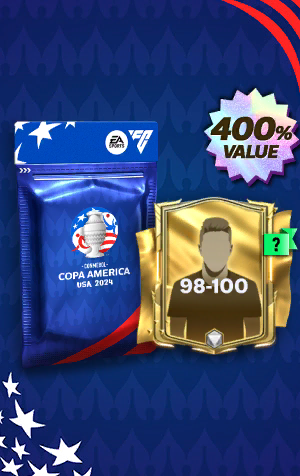 EA
SPORTS
FC
400%
VALUE
CONMEBOL
COPA AMERICA
USA 2024
98-100
?